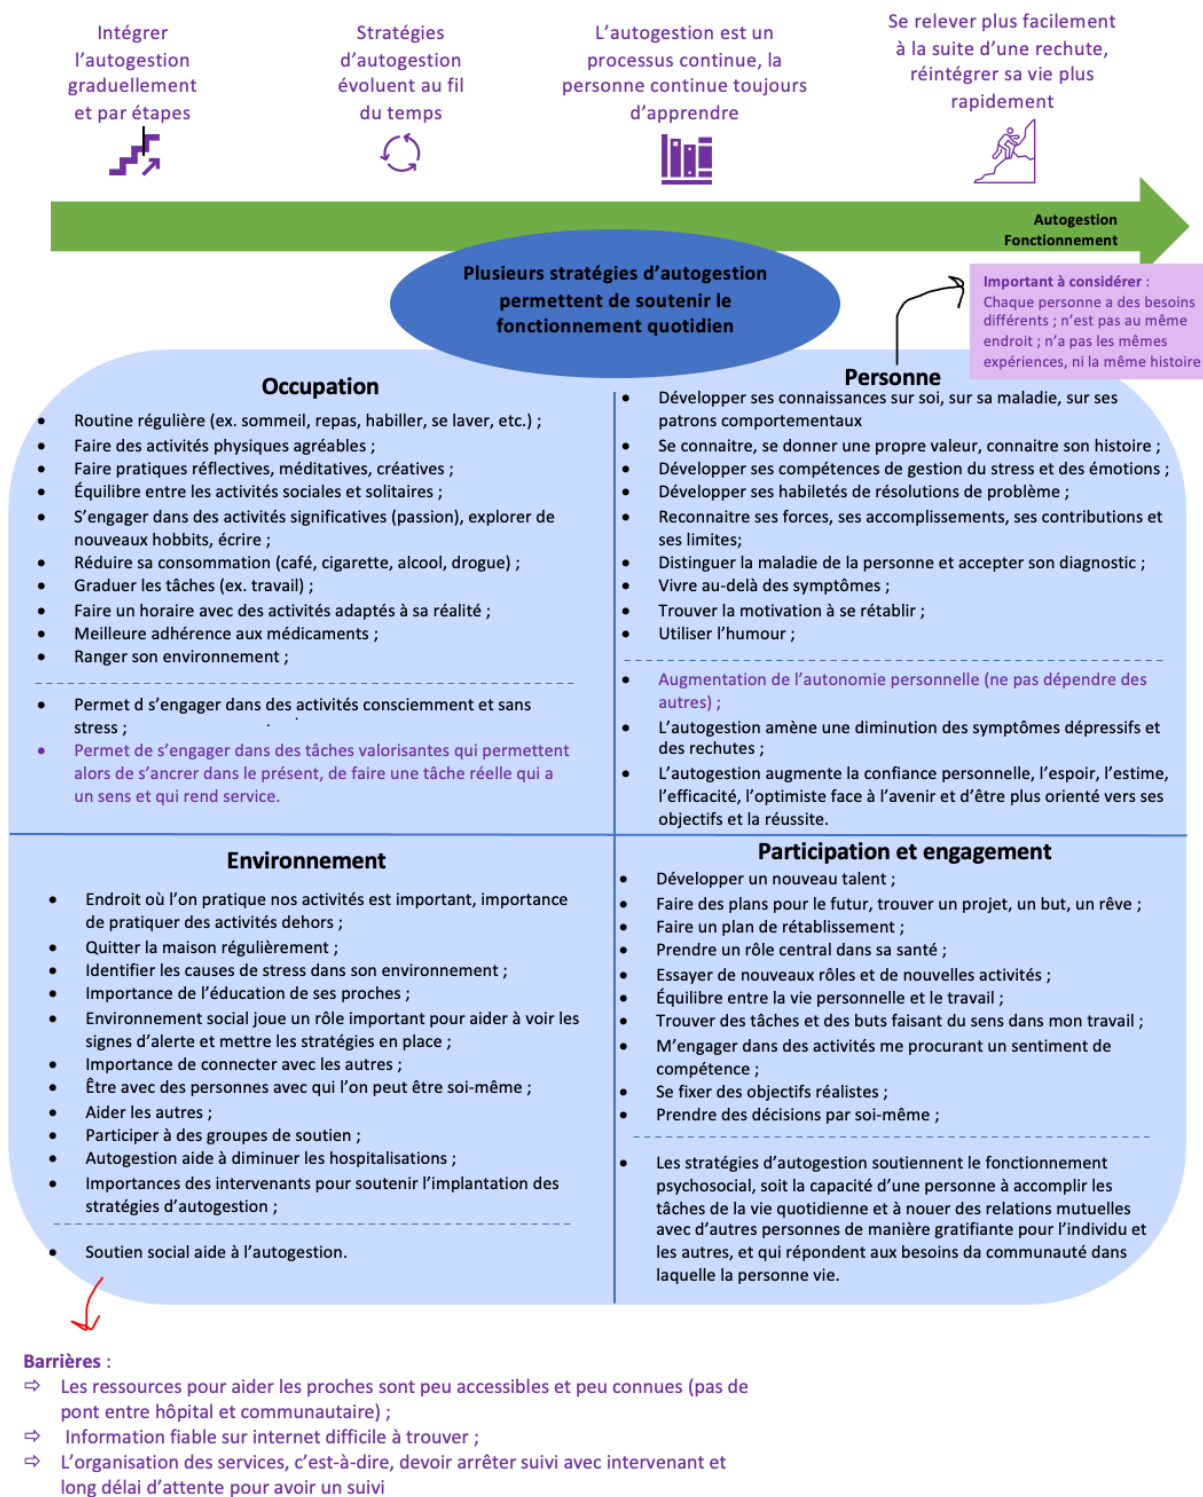 Intégrer
l’autogestion
graduellement
et par étapes
Stratégies
d’autogestion
évoluent au fil
du temps
L’autogestion est un
processus continue, la
personne continue toujours
d’apprendre
Se relever plus facilement
à la suite d’une rechute,
réintégrer sa vie plus
rapidement
Autogestion
Fonctionnement
Plusieurs stratégies d’autogestion
permettent de soutenir le
fonctionnement quotidien
Important à considérer :
Chaque personne a des besoins
différents ; n’est pas au même
endroit ; n’a pas les mêmes
expériences, ni la même histoire
Occupation
• Routine régulière (ex. sommeil, repas, habiller, se laver, etc.) ;
• Faire des activités physiques agréables ;
• Faire pratiques réflectives, méditatives, créatives ;
• Équilibre entre les activités sociales et solitaires ;
• S’engager dans des activités significatives (passion), explorer de
nouveaux hobbits, écrire ;
• Réduire sa consommation (café, cigarette, alcool, drogue) ;
• Graduer les tâches (ex. travail) ;
• Faire un horaire avec des activités adaptés à sa réalité ;
• Meilleure adhérence aux médicaments ;
• Ranger son environnement ;
• Permet d s’engager dans des activités consciemment et sans
stress ;
• Permet de s’engager dans des tâches valorisantes qui permettent
alors de s’ancrer dans le présent, de faire une tâche réelle qui a
un sens et qui rend service.
Personne
• Développer ses connaissances sur soi, sur sa maladie, sur ses
patrons comportementaux
• Se connaitre, se donner une propre valeur, connaitre son histoire ;
• Développer ses compétences de gestion du stress et des émotions ;
• Développer ses habiletés de résolutions de problème ;
• Reconnaitre ses forces, ses accomplissements, ses contributions et
ses limites;
• Distinguer la maladie de la personne et accepter son diagnostic ;
• Vivre au-delà des symptômes ;
• Trouver la motivation à se rétablir ;
• Utiliser l’humour ;
• Augmentation de l’autonomie personnelle (ne pas dépendre des
autres) ;
• L’autogestion amène une diminution des symptômes dépressifs et
des rechutes ;
• L’autogestion augmente la confiance personnelle, l’espoir, l’estime,
l’efficacité, l’optimiste face à l’avenir et d’être plus orienté vers ses
objectifs et la réussite.
Environnement
• Endroit où l’on pratique nos activités est important, importance
de pratiquer des activités dehors ;
• Quitter la maison régulièrement ;
• Identifier les causes de stress dans son environnement ;
• Importance de l’éducation de ses proches ;
• Environnement social joue un rôle important pour aider à voir les
signes d’alerte et mettre les stratégies en place ;
• Importance de connecter avec les autres ;
• Être avec des personnes avec qui l’on peut être soi-même ;
• Aider les autres ;
• Participer à des groupes de soutien ;
• Autogestion aide à diminuer les hospitalisations ;
• Importances des intervenants pour soutenir l’implantation des
stratégies d’autogestion ;
• Soutien social aide à l’autogestion.
Participation et engagement
• Développer un nouveau talent ;
• Faire des plans pour le futur, trouver un projet, un but, un rêve ;
• Faire un plan de rétablissement ;
• Prendre un rôle central dans sa santé ;
• Essayer de nouveaux rôles et de nouvelles activités ;
• Équilibre entre la vie personnelle et le travail ;
• Trouver des tâches et des buts faisant du sens dans mon travail ;
• M’engager dans des activités me procurant un sentiment de
compétence ;
• Se fixer des objectifs réalistes ;
• Prendre des décisions par soi-même ;
• Les stratégies d’autogestion soutiennent le fonctionnement
psychosocial, soit la capacité d’une personne à accomplir les
tâches de la vie quotidienne et à nouer des relations mutuelles
avec d’autres personnes de manière gratifiante pour l’individu et
les autres, et qui répondent aux besoins da communauté dans
laquelle la personne vie.
Barrières :
⇨ Les ressources pour aider les proches sont peu accessibles et peu connues (pas de
pont entre hôpital et communautaire) ;
⇨ Information fiable sur internet difficile à trouver ;
⇨ L’organisation des services, c’est-à-dire, devoir arrêter suivi avec intervenant et
long délai d’attente pour avoir un suivi